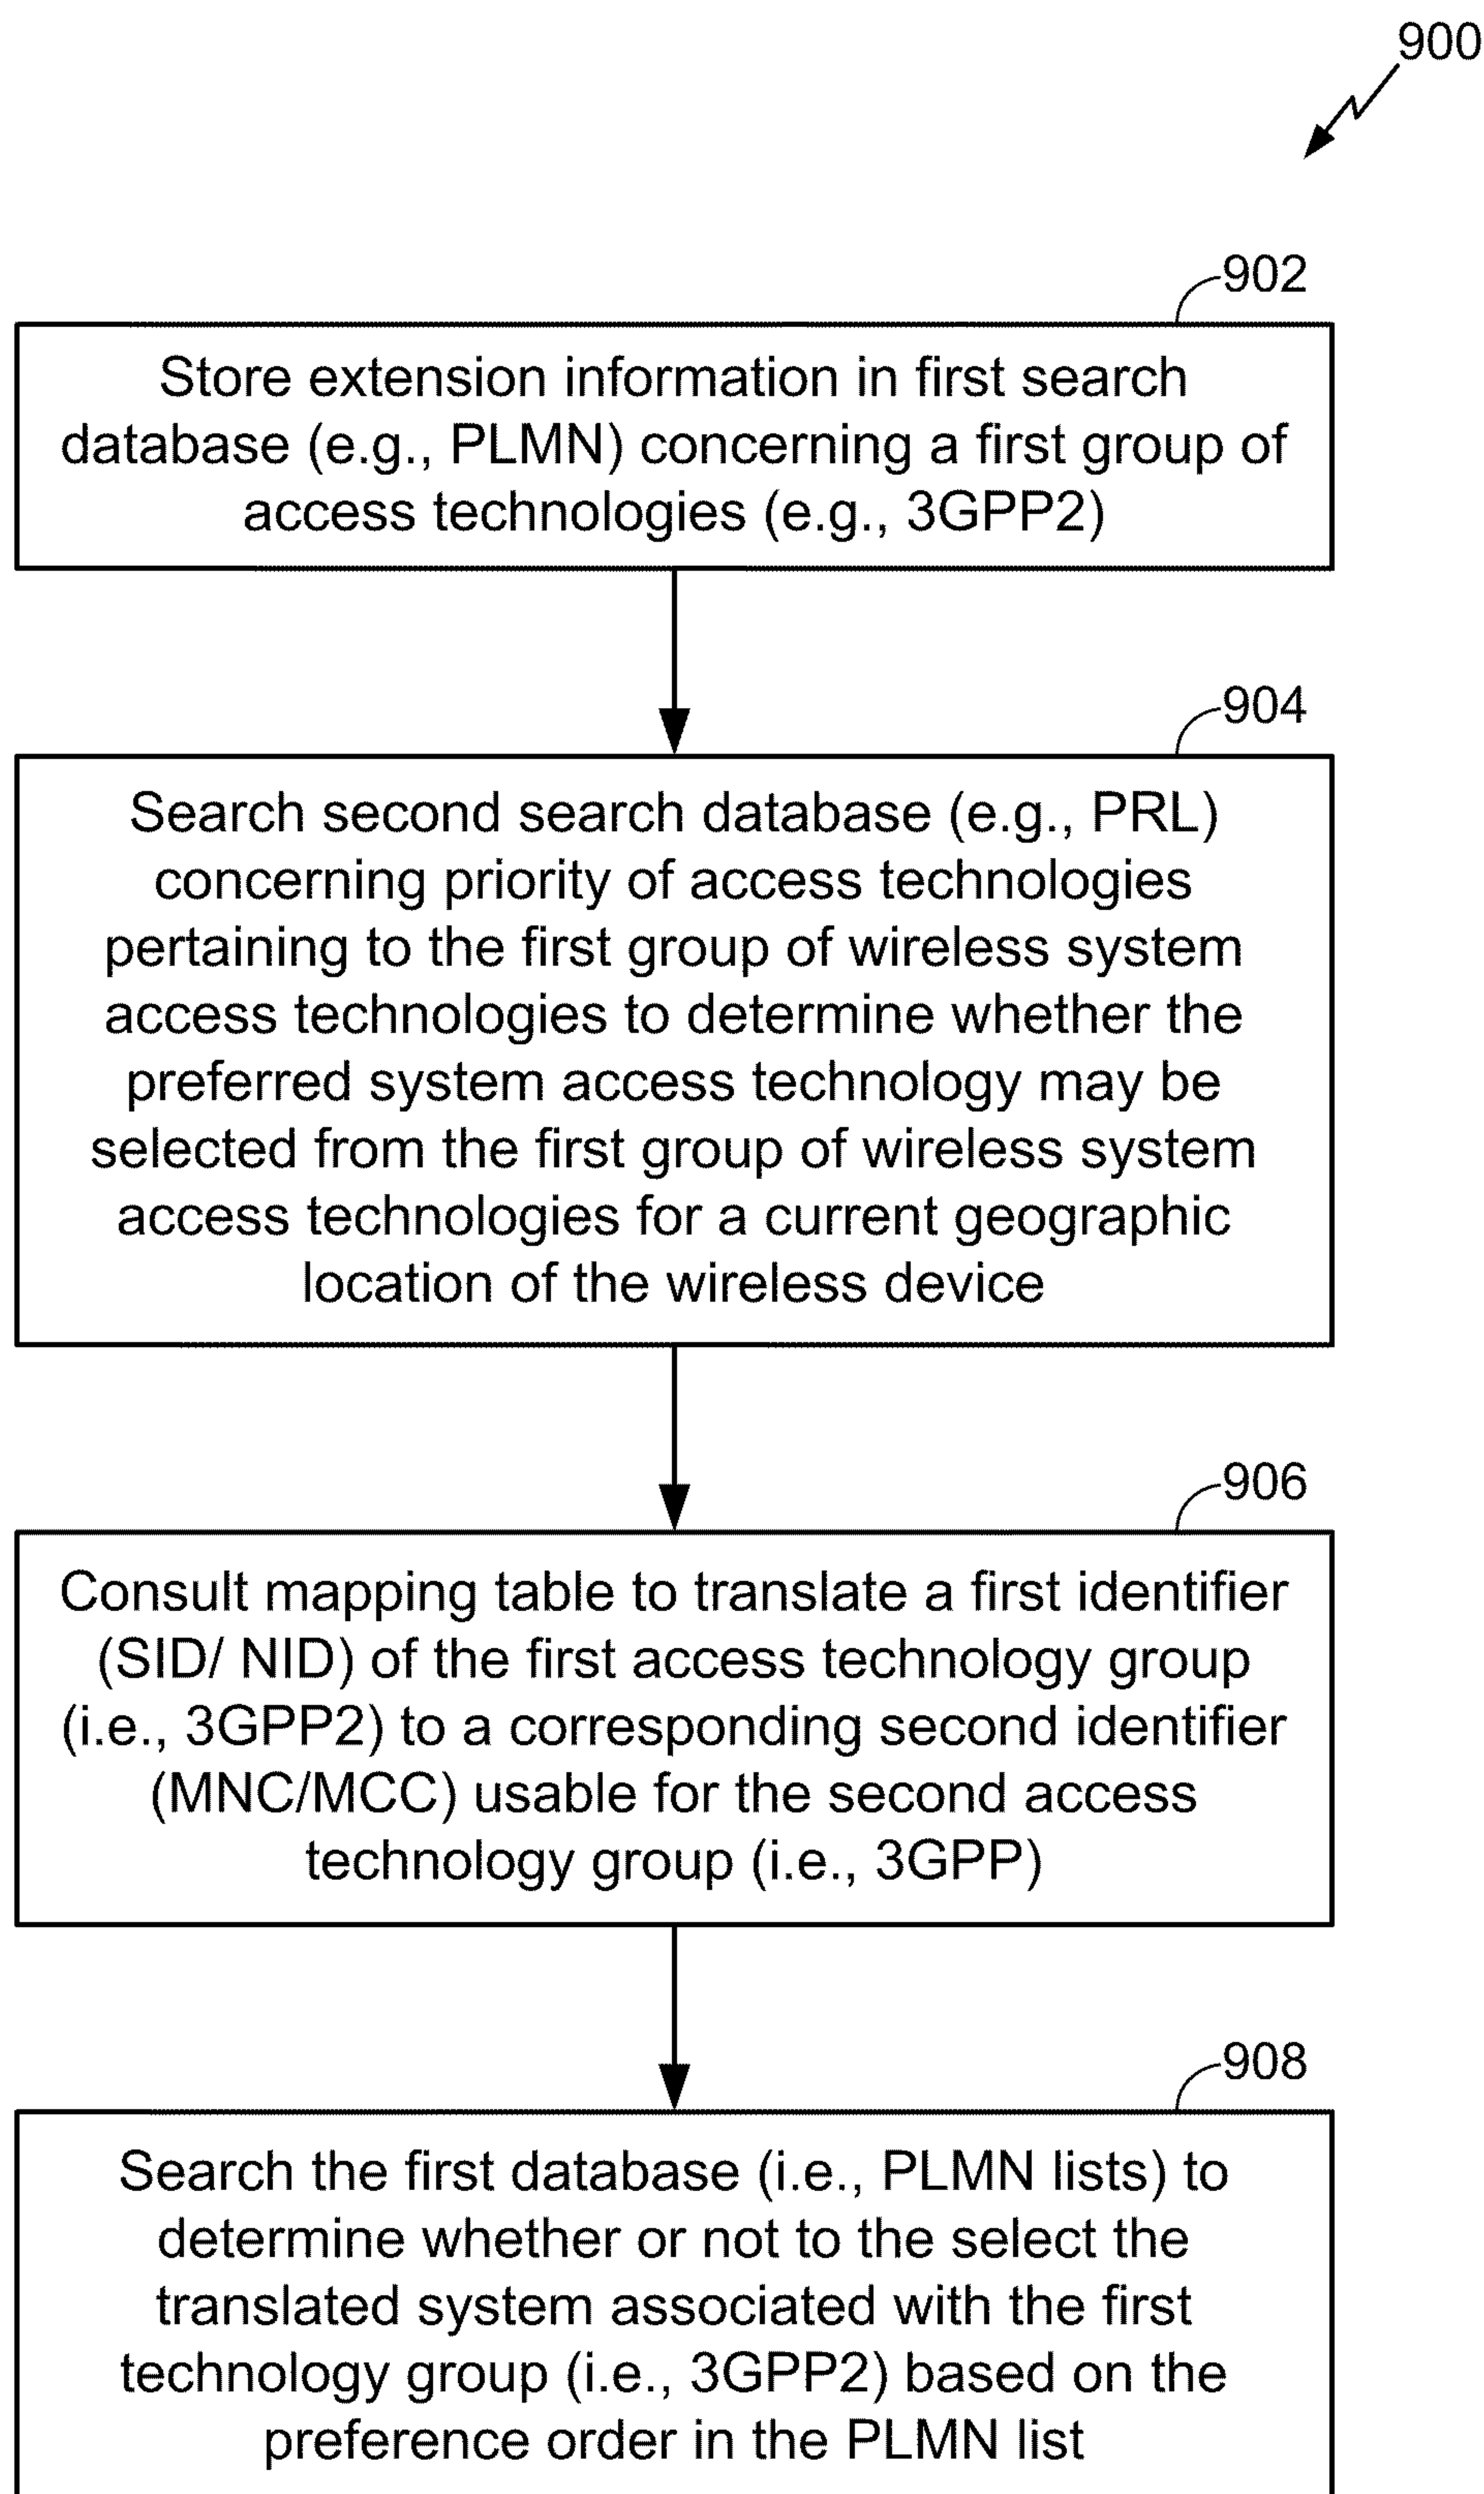 900
902
Store extension information in first search
database (e.g., PLMN) concerning a first group of
access technologies (e.g., 3GPP2)
904
Search second search database (e.g., PRL)
concerning priority of access technologies
pertaining to the first group of wireless system
access technologies to determine whether the
preferred system access technology may be
selected from the first group of wireless system
access technologies for a current geographic
location of the wireless device
906
Consult mapping table to translate a first identifier
(SID/ NID) of the first access technology group
(i.e., 3GPP2) to a corresponding second identifier
(MNC/MCC) usable for the second access
technology group (i.e., 3GPP)
908
Search the first database (i.e., PLMN lists) to
determine whether or not to the select the
translated system associated with the first
technology group (i.e., 3GPP2) based on the
preference order in the PLMN list